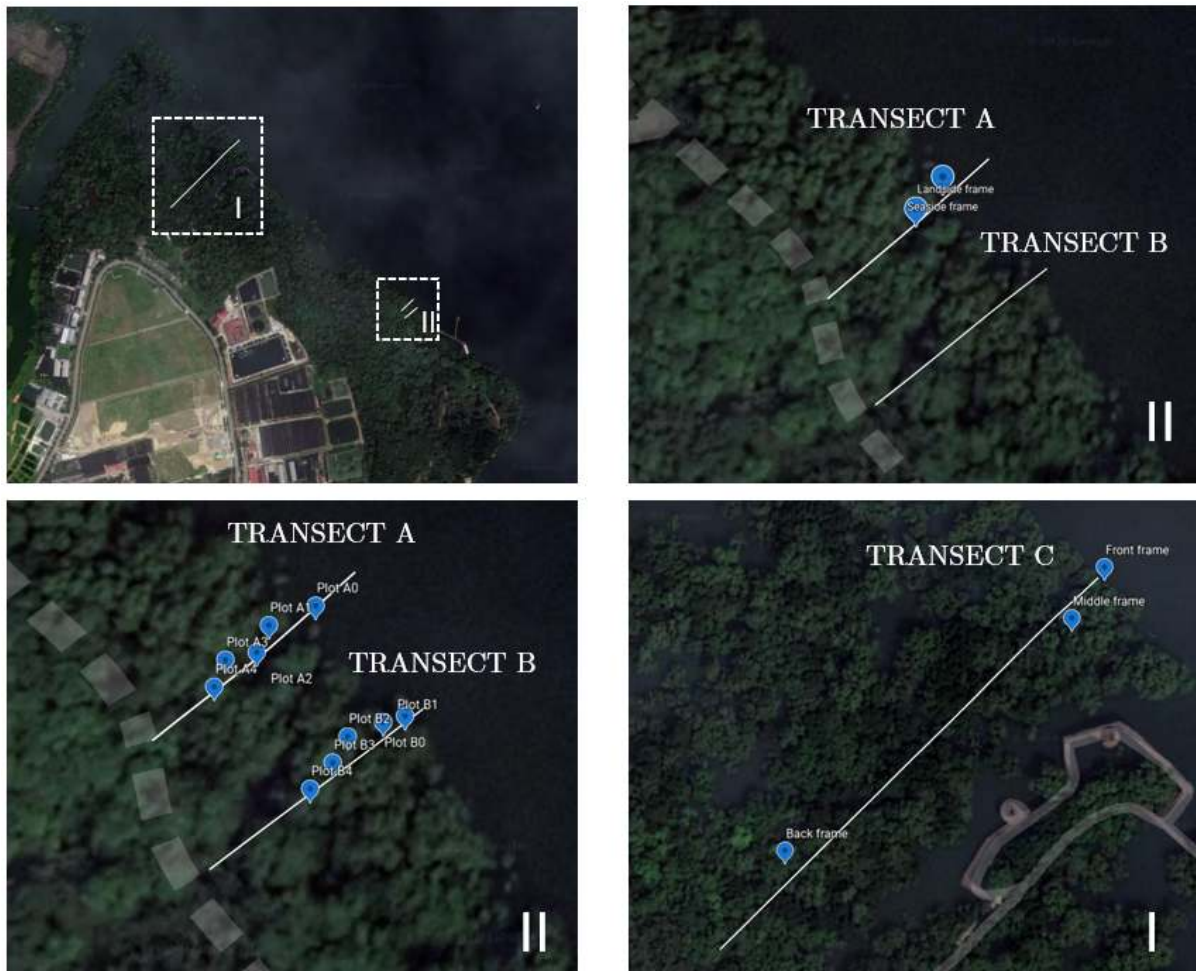 I
II
TRANSECT A
Landside frame
Seaside frame
TRANSECT B
II
TRANSECT A
Plot A0
Plot A1
Plot A3
Plot A4
Plot A2
TRANSECT B
Plot B1
Plot B2
Plot B0
Plot B3
Plot B4
II
TRANSECT C
Front frame
Middle frame
Back frame
I